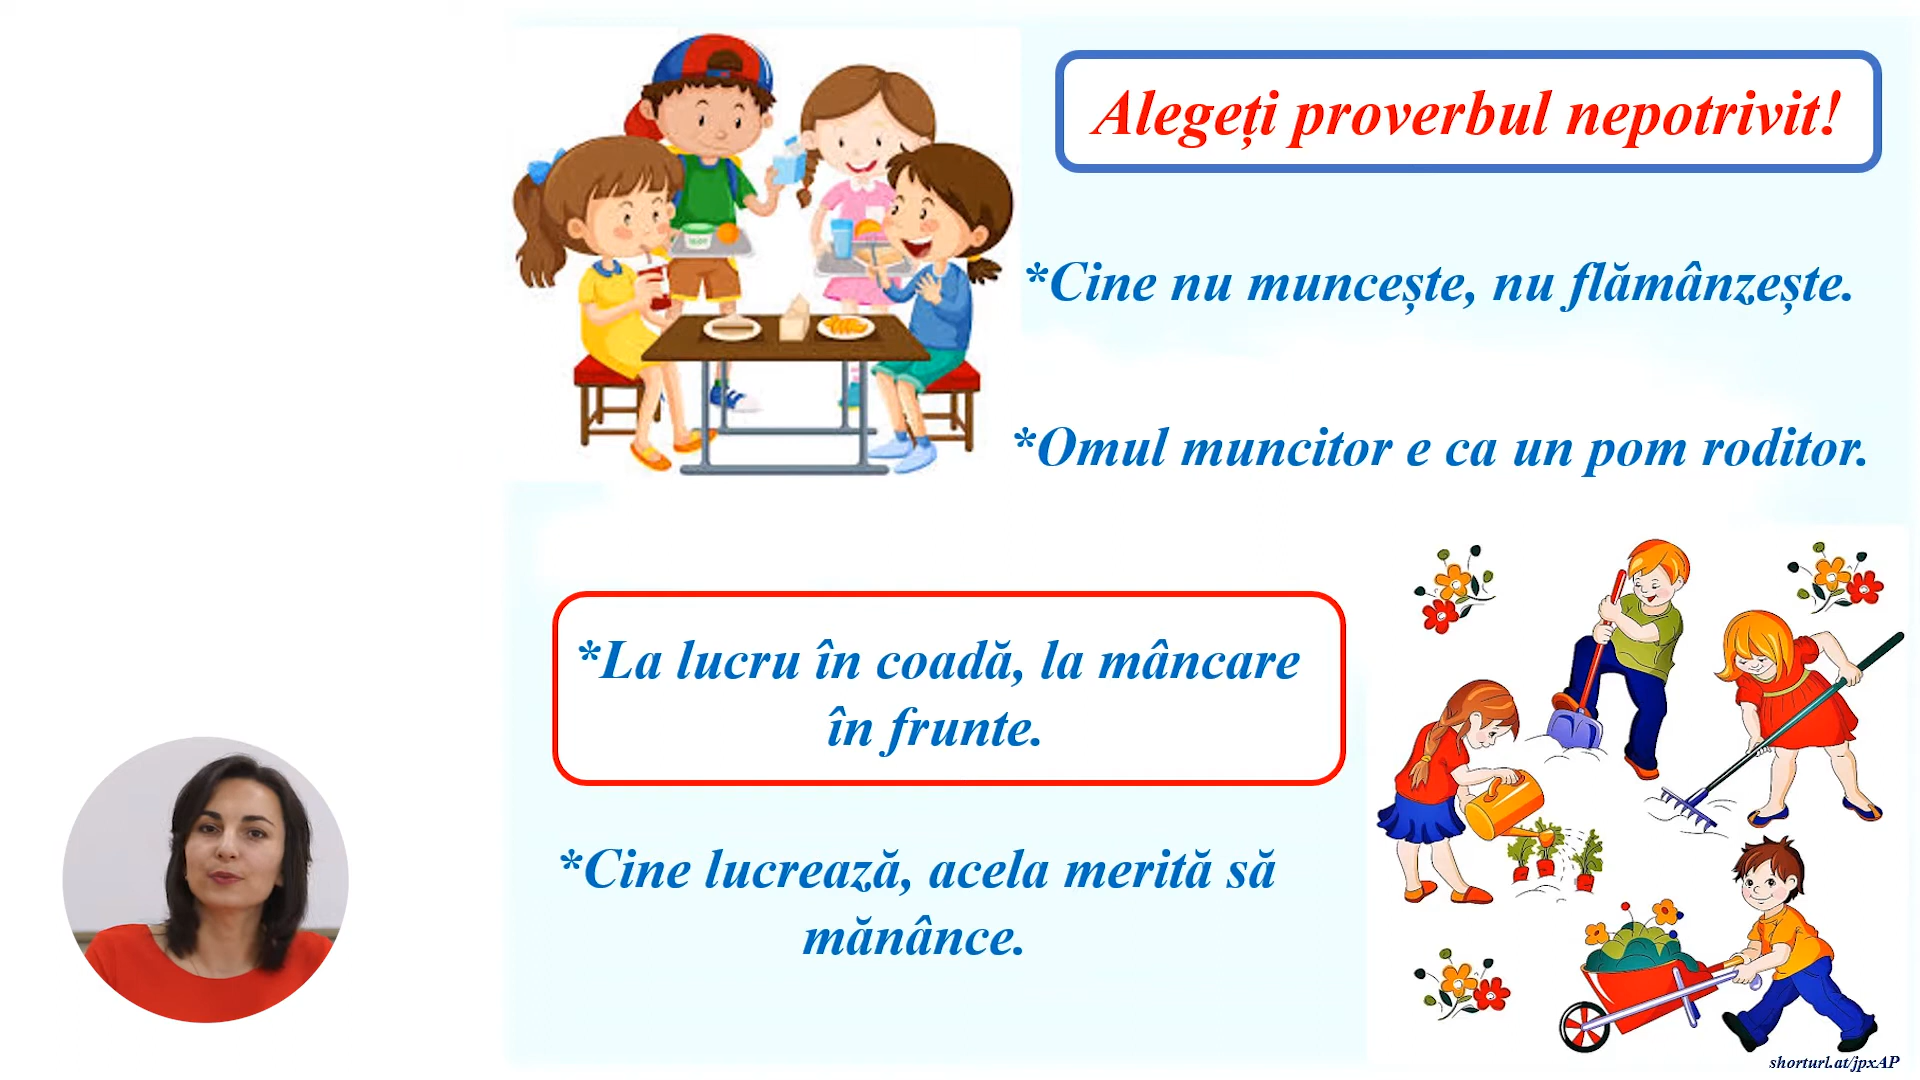 Alegeți proverbul nepotrivit!
*Cine nu muncește, nu flămânzește.
*Omul muncitor e ca un pom roditor.
*La lucru în coadă, la mâncare
în frunte.
*Cine lucrează, acela merită să
mănânce.
shorturl.at/jpxAP